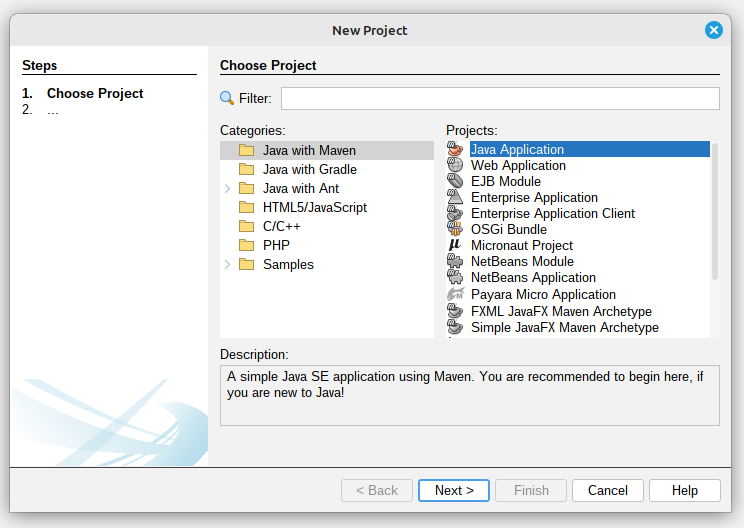 New Project
Steps
1. Choose Project
2. ...
Choose Project
Filter:
Categories:
Java with Maven
Java with Gradle
Java with Ant
HTML5/JavaScript
C/C++
PHP
Samples
Projects:
Java Application
Web Application
EJB Module
Enterprise Application
Enterprise Application Client
OSGi Bundle
Micronaut Project
NetBeans Module
NetBeans Application
Payara Micro Application
FXML JavaFX Maven Archetype
Simple JavaFX Maven Archetype
Description:
A simple Java SE application using Maven. You are recommended to begin here, if
you are new to Java!
< Back
Next >
Finish
Cancel
Help